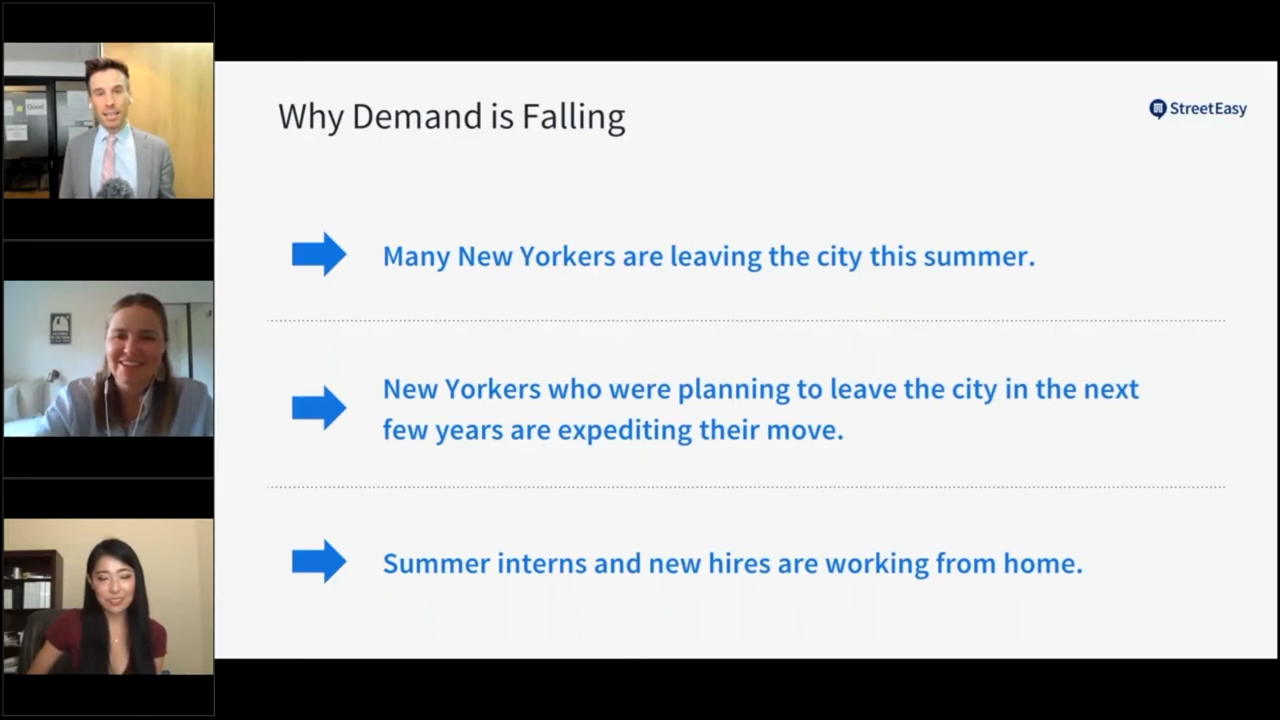 Why Demand is Falling
StreetEasy
Many New Yorkers are leaving the city this summer.
New Yorkers who were planning to leave the city in the next
few years are expediting their move.
Summer interns and new hires are working from home.
Good